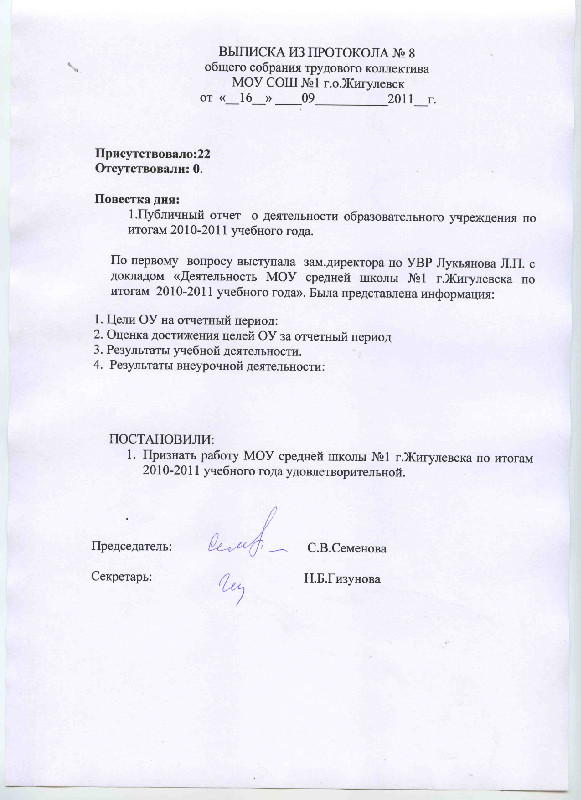 ВЫПИСКА ИЗ ПРОТОКОЛА № 8
общего собрания трудового коллектива
МОУ СОШ №1 г.о.Жигулевск
от «__16__» ____09___________2011__г.
Присутствовало:22
Отсутствовали: 0.
Повестка дня:
1.Публичный отчет о деятельности образовательного учреждения по
итогам 2010-2011 учебного года.
По первому вопросу выступала зам.директора по УВР Лукьянова Л.П. с
докладом «Деятельность МОУ средней школы №1 г.Жигулевска по
итогам 2010-2011 учебного года». Была представлена информация:
1. Цели ОУ на отчетный период:
2. Оценка достижения целей ОУ за отчетный период
3. Результаты учебной деятельности.
4. Результаты внеурочной деятельности:
ПОСТАНОВИЛИ:
1. Признать работу МОУ средней школы №1 г.Жигулевска по итогам
2010-2011 учебного года удовлетворительной.
Председатель: С.В.Семенова
Секретарь: Н.Б.Гизунова